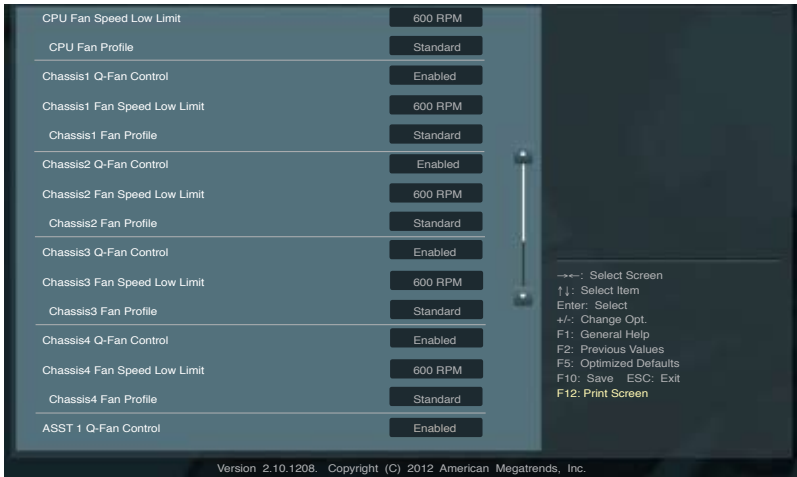 CPU Fan Speed Low Limit 600 RPM
CPU Fan Profile Standard
Chassis1 Q-Fan Control Enabled
Chassis1 Fan Speed Low Limit 600 RPM
Chassis1 Fan Profile Standard
Chassis2 Q-Fan Control Enabled
Chassis2 Fan Speed Low Limit 600 RPM
Chassis2 Fan Profile Standard
Chassis3 Q-Fan Control Enabled
Chassis3 Fan Speed Low Limit 600 RPM
Chassis3 Fan Profile Standard
Chassis4 Q-Fan Control Enabled
Chassis4 Fan Speed Low Limit 600 RPM
Chassis4 Fan Profile Standard
ASST 1 Q-Fan Control Enabled
→←: Select Screen
↑↓: Select Item
Enter: Select
+/-: Change Opt.
F1: General Help
F2: Previous Values
F5: Optimized Defaults
F10: Save ESC: Exit
F12: Print Screen
Version 2.10.1208. Copyright (C) 2012 American Megatrends, Inc.